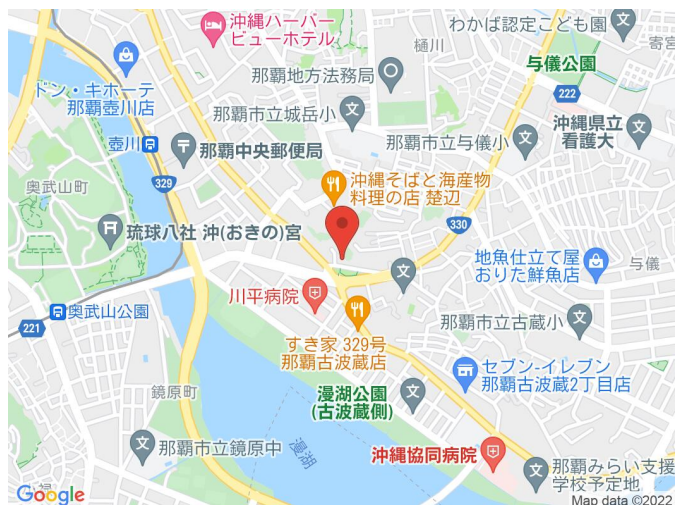 沖縄ハーバー
ビューホテル
わかば認定こども園
寄宮
樋川
与儀公園
ドン・キホーテ
那覇壺川店
那覇地方法務局
222
那覇市立城岳小
那覇市立与儀小
沖縄県立
看護大
壺川
那覇中央郵便局
329
奥武山町
沖縄そばと海産物
料理の店 楚辺
琉球八社 沖(おきの)宮
330
地魚仕立て屋
おりた鮮魚店
与儀
川平病院
奥武山公園
221
那覇市立古蔵小
すき家 329号
那覇古波蔵店
セブン-イレブン
那覇古波蔵2丁目店
鏡原町
漫湖公園
(古波蔵側)
那覇市立鏡原中
漫湖
沖縄協同病院
那覇みらい支援
学校予定地
Google
Map data ©2022